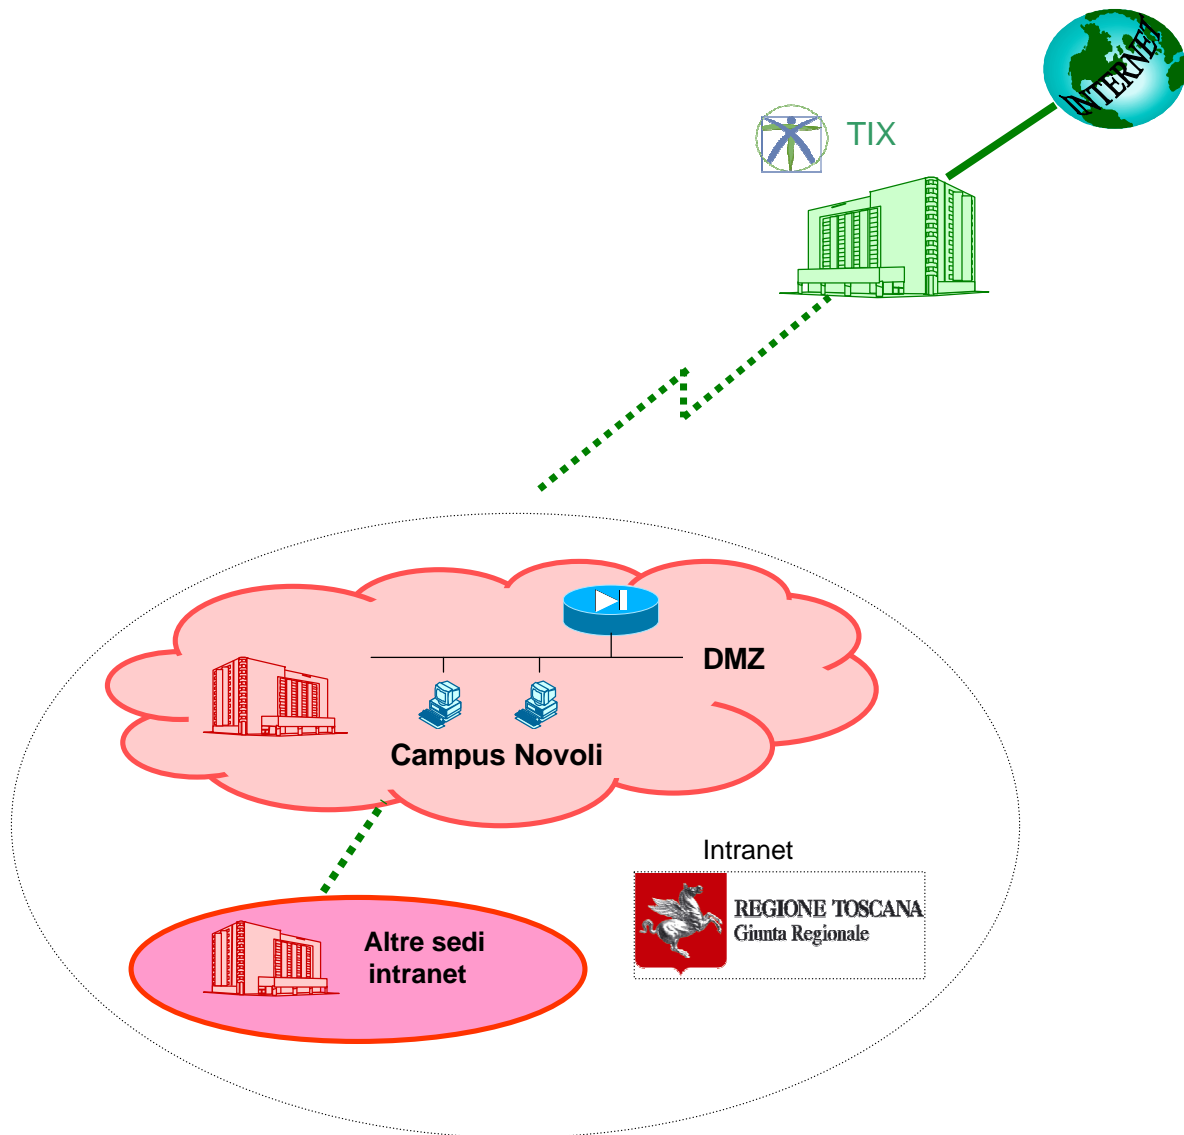 INTERNET
TIX
DMZ
Campus Novoli
Intranet
REGIONE TOSCANA
Giunta Regionale
Altre sedi
intranet